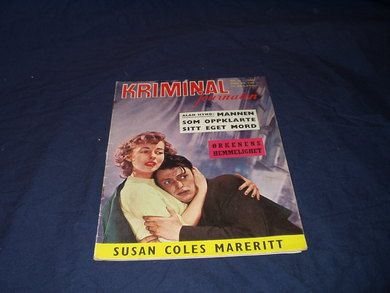 KRIMINAL
journalen
ALAN HYND: MANNEN
SOM OPPKLARTE
SITT EGET MORD
ØRKENENS
HEMMELIGHET
SUSAN COLES MARERITT